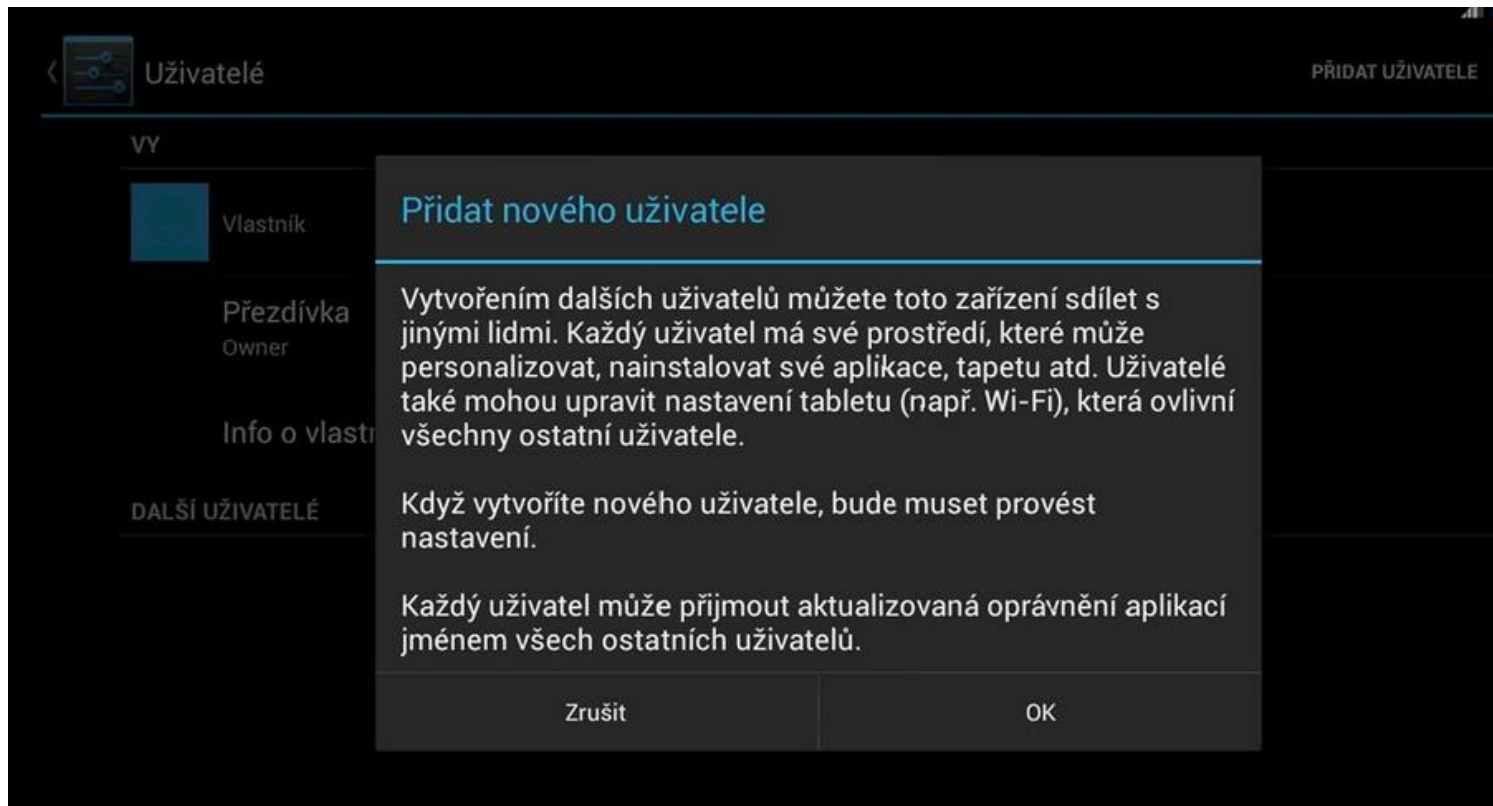 Uživatelé
PŘIDAT UŽIVATELE
VY
Vlastník
Přezdívka
Owner
Info o vlastn
DALŠÍ UŽIVATELÉ
Přidat nového uživatele
Vytvořením dalších uživatelů můžete toto zařízení sdílet s
jinými lidmi. Každý uživatel má své prostředí, které může
personalizovat, nainstalovat své aplikace, tapetu atd. Uživatelé
také mohou upravit nastavení tabletu (např. Wi-Fi), která ovlivní
všechny ostatní uživatele.
Když vytvoříte nového uživatele, bude muset provést
nastavení.
Každý uživatel může přijmout aktualizovaná oprávnění aplikací
jménem všech ostatních uživatelů.
Zrušit
OK